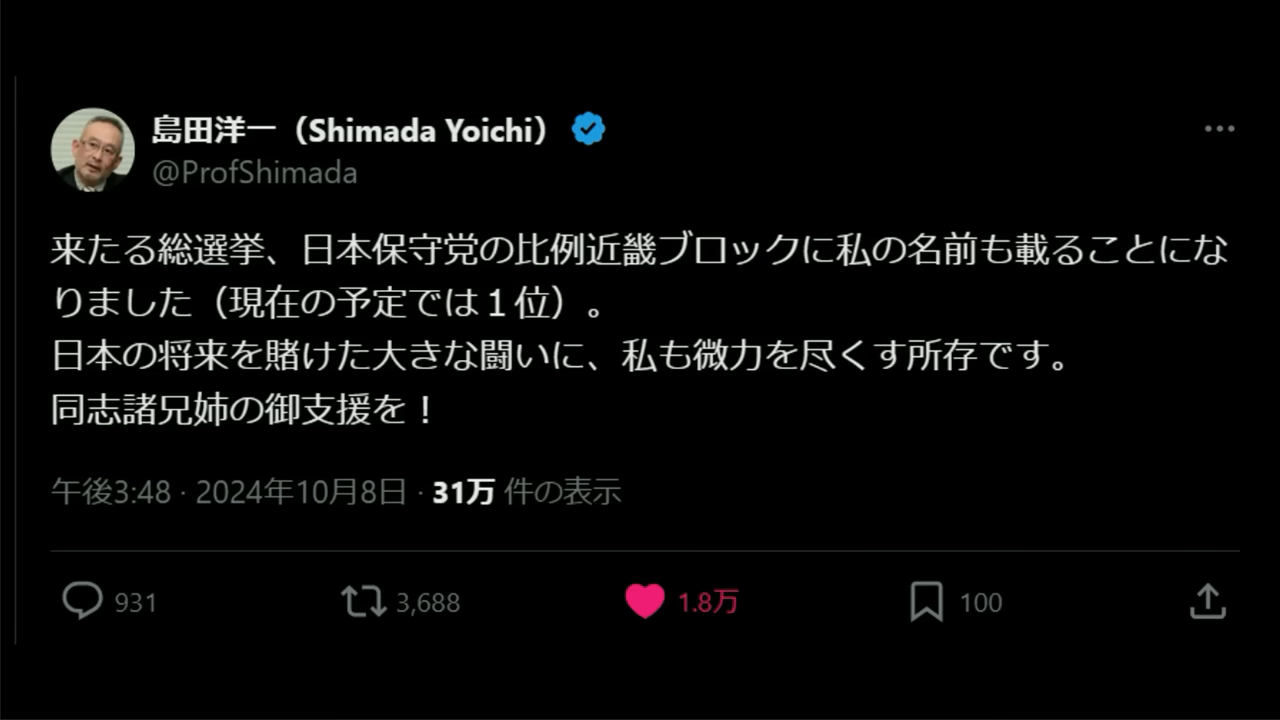 島田洋一（Shimada Yoichi）
@ProfShimada
来たる総選挙、日本保守党の比例近畿ブロックに私の名前も載ることにな
りました（現在の予定では１位）。
日本の将来を賭けた大きな闘いに、私も微力を尽くす所存です。
同志諸兄姉の御支援を！
午後3:48 · 2024年10月8日 · 31万 件の表示
931 3,688 1.8万 100